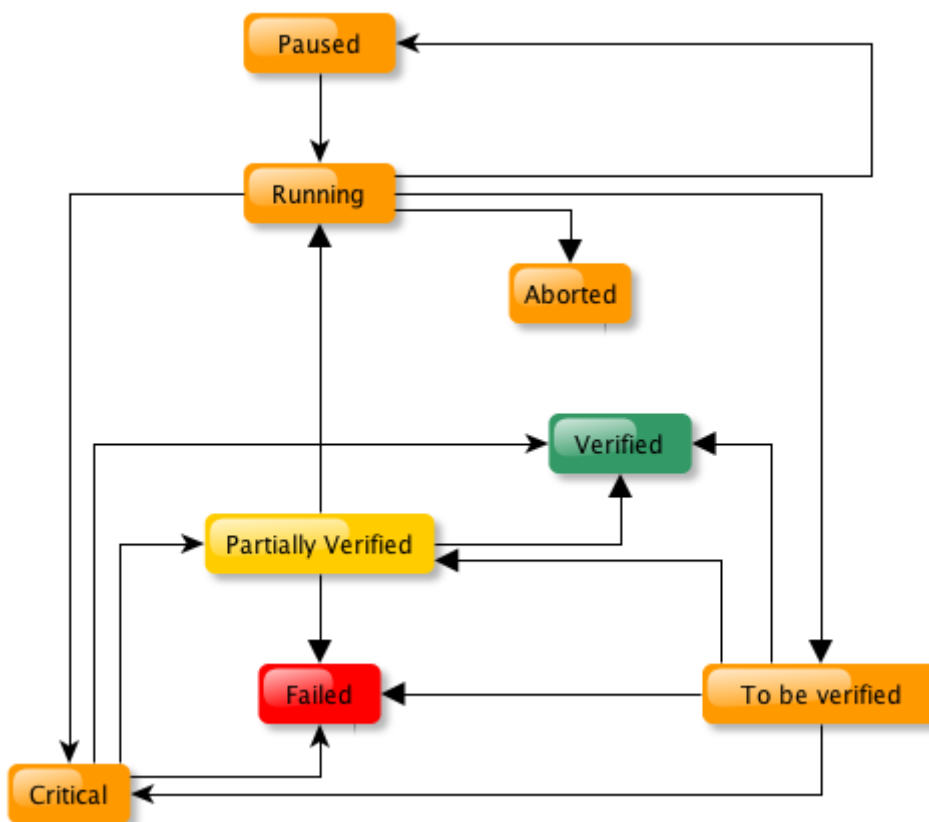 Paused
Running
Aborted
Verified
Partially Verified
Failed
To be verified
Critical